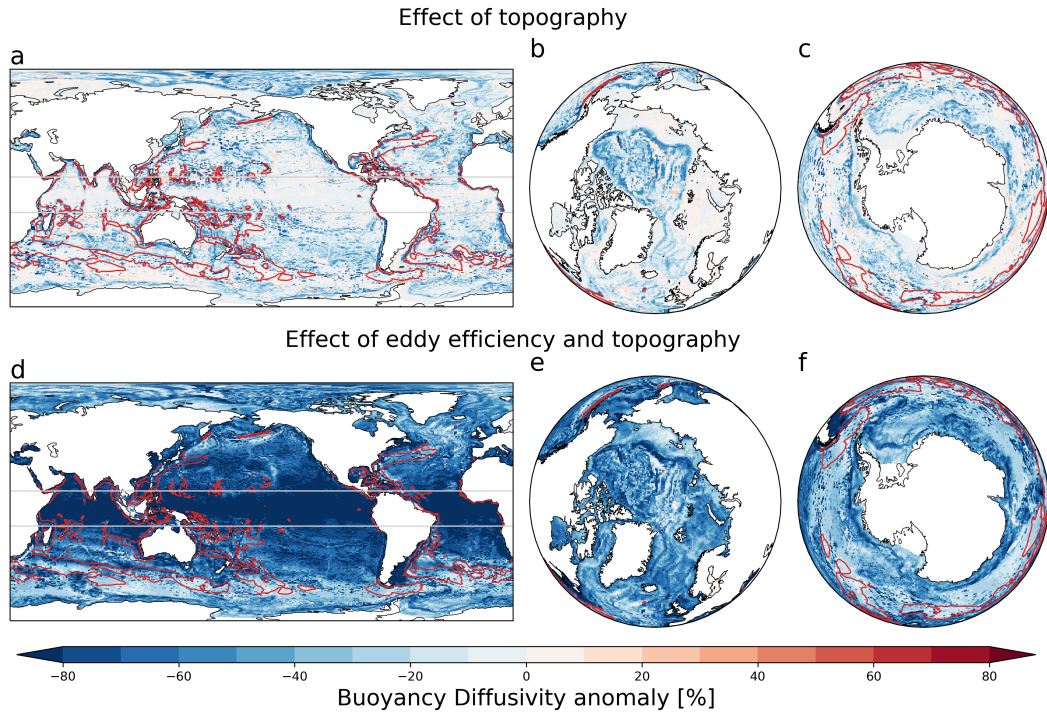 Effect of topography
a
b
c
Effect of eddy efficiency and topography
d
e
f
−80 −60 −40 −20 0 20 40 60 80
Buoyancy Diffusivity anomaly [%]